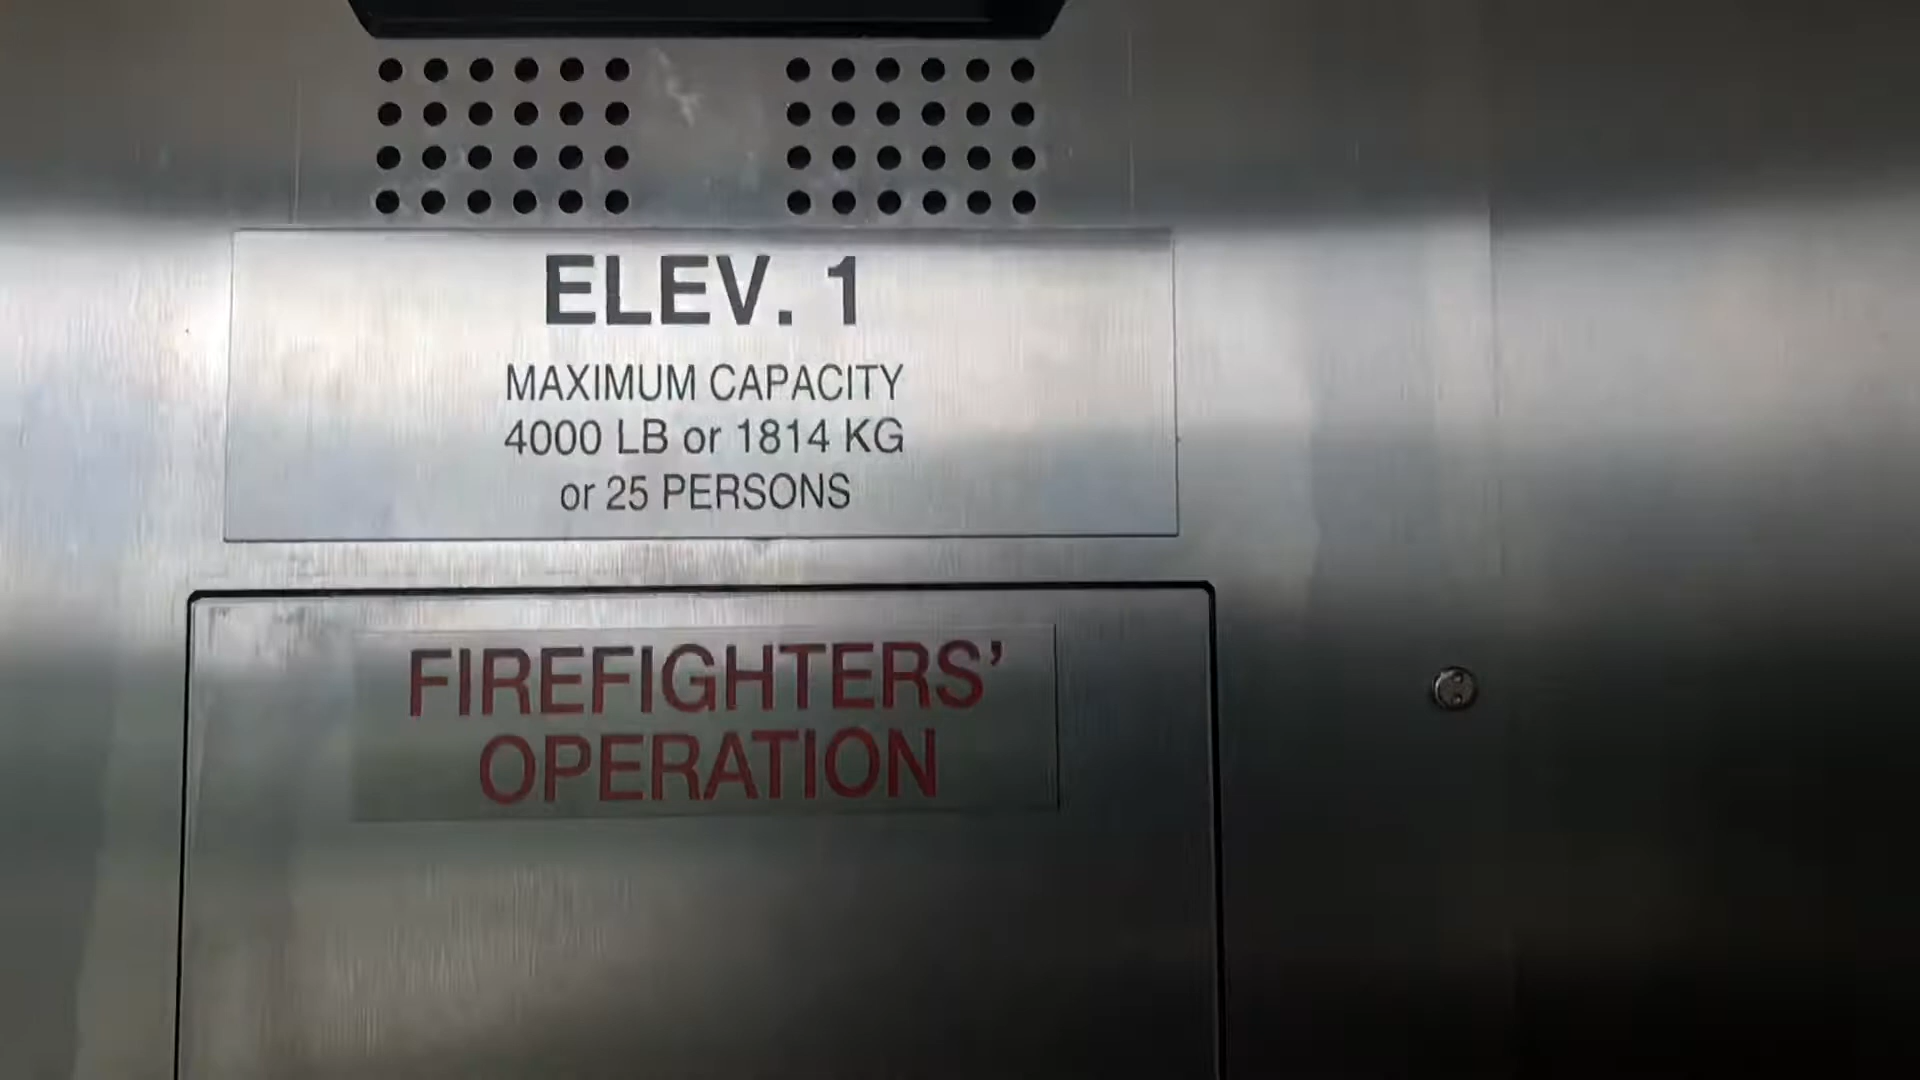 ELEV. 1
MAXIMUM CAPACITY
4000 LB or 1814 KG
or 25 PERSONS
FIREFIGHTERS’
OPERATION